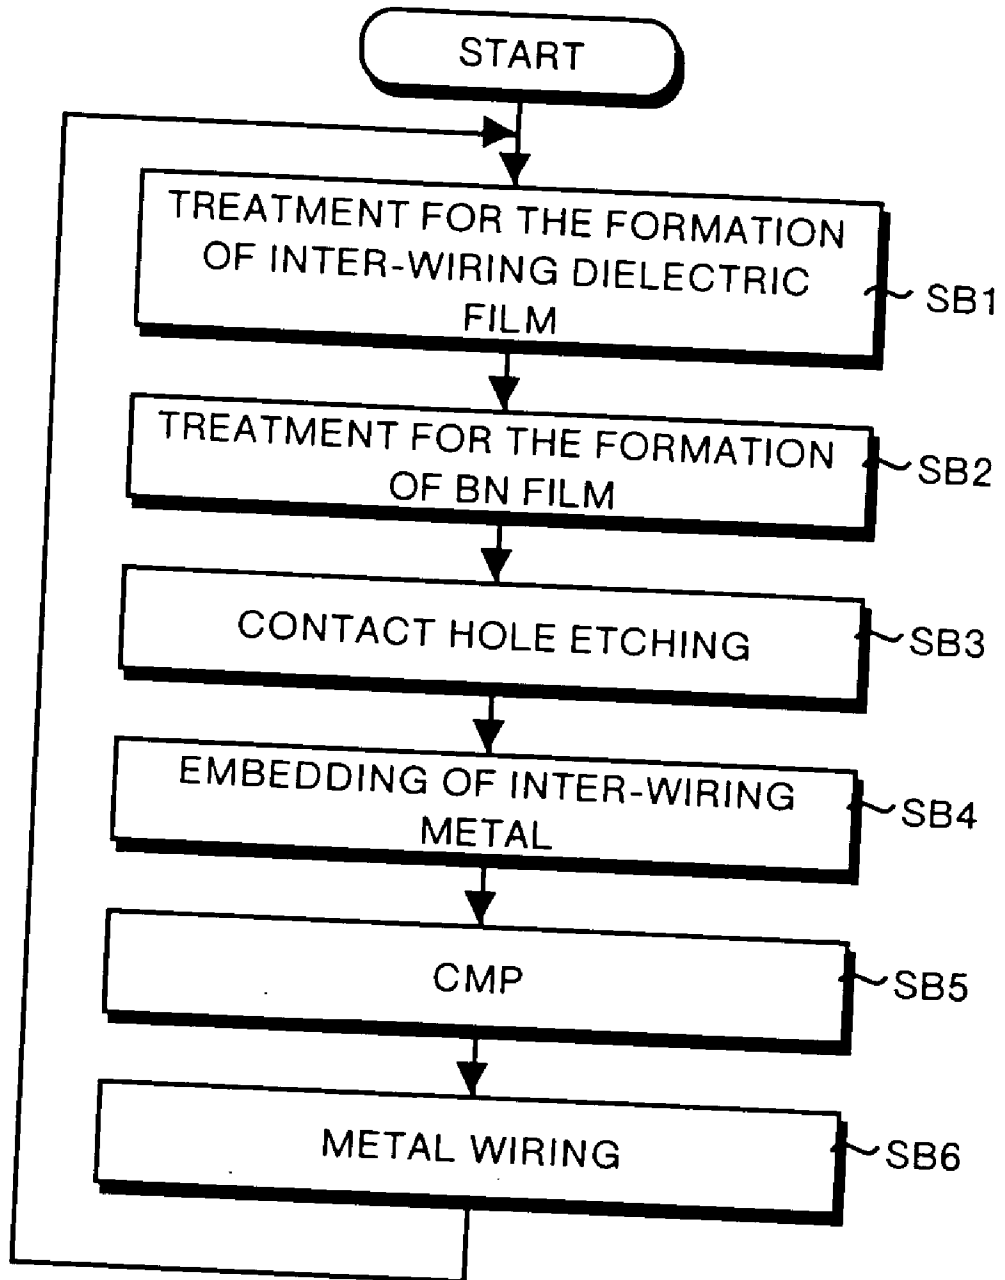 START
TREATMENT FOR THE FORMATION
OF INTER-WIRING DIELECTRIC
FILM
SB1
TREATMENT FOR THE FORMATION
OF BN FILM
SB2
CONTACT HOLE ETCHING
SB3
EMBEDDING OF INTER-WIRING
METAL
SB4
CMP
SB5
METAL WIRING
SB6